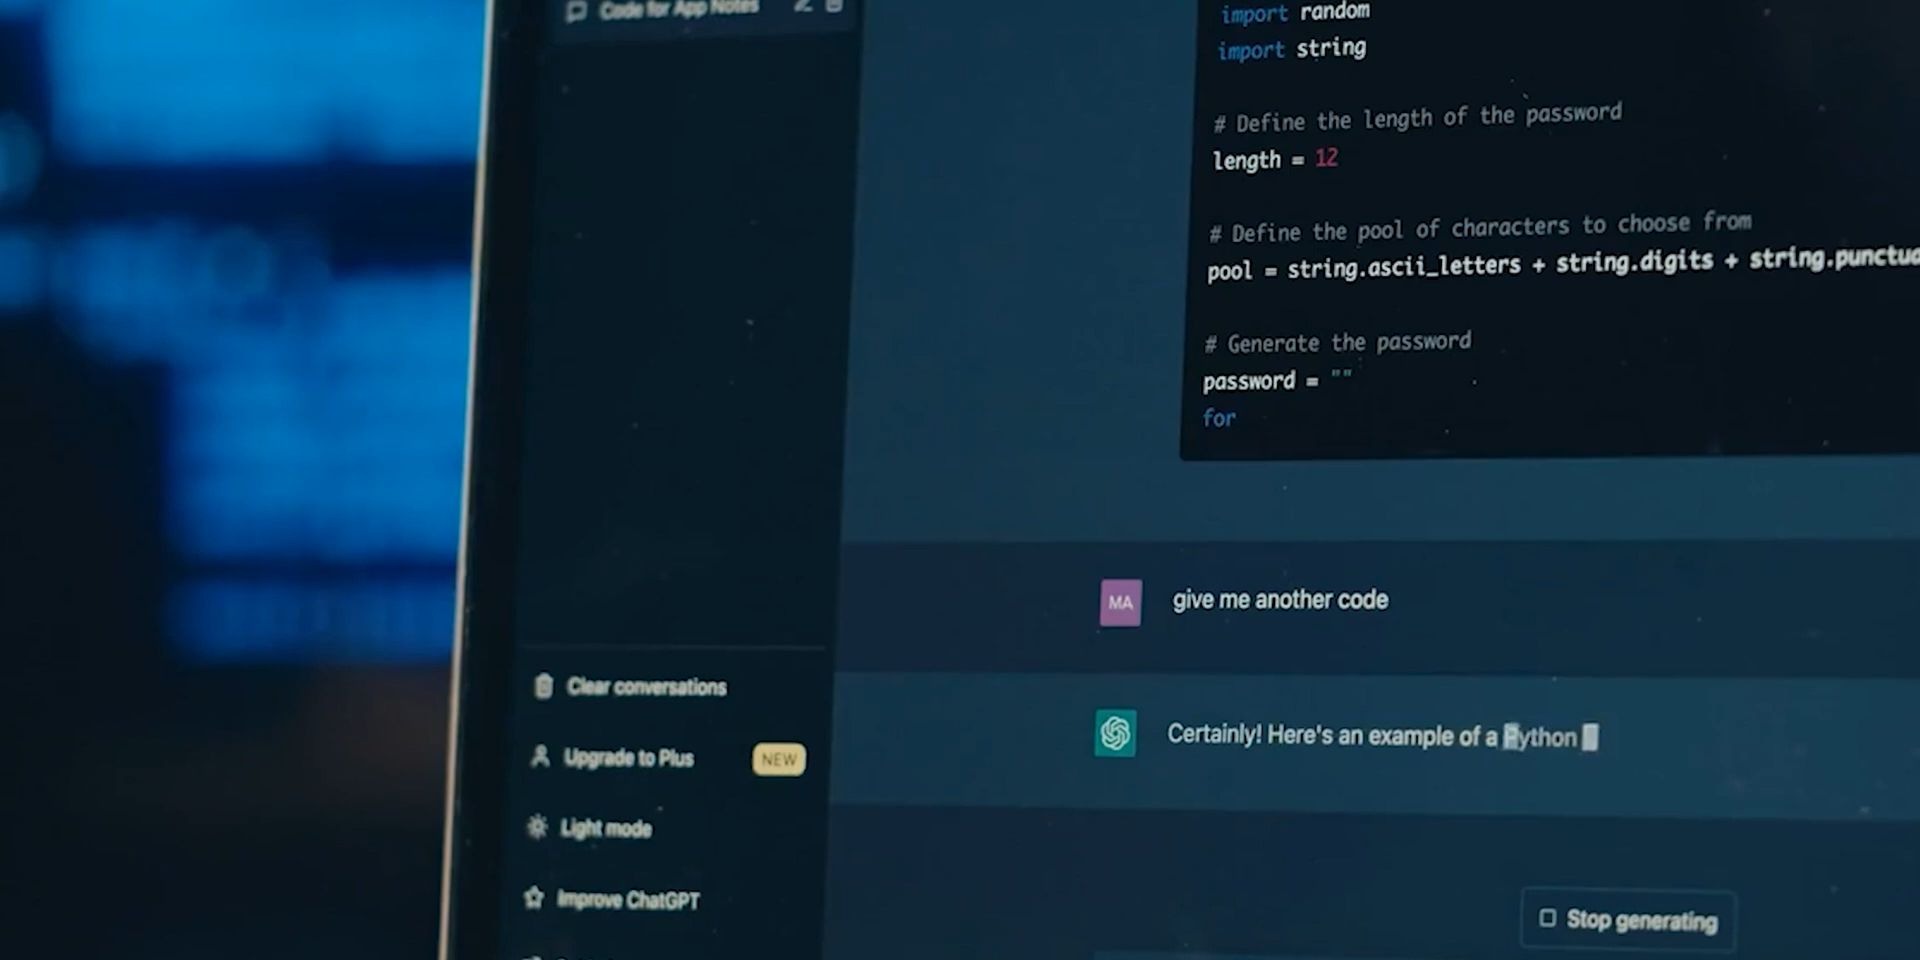 Code for App Notes
import random
import string
# Define the length of the password
length = 12
# Define the pool of characters to choose from
pool = string.ascii_letters + string.digits + string.punctua
# Generate the password
password = ""
for
MA
give me another code
Certainly! Here's an example of a Python
Clear conversations
Upgrade to Plus
NEW
Light mode
Improve ChatGPT
Stop generating